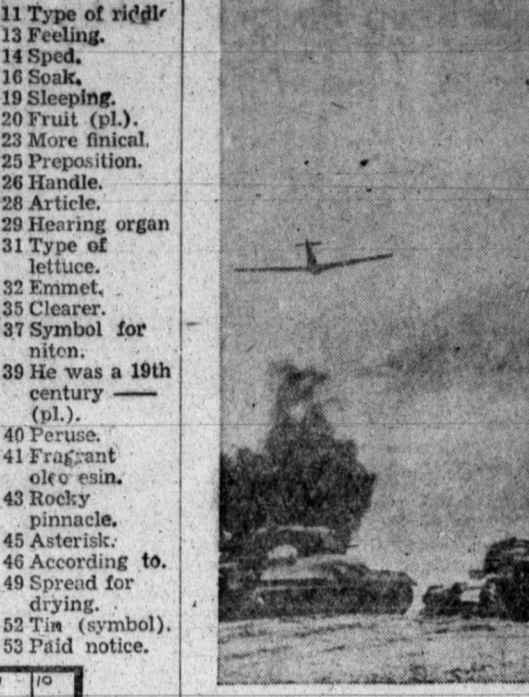 11 Type of riddle
13 Feeling.
14 Sped.
16 Soak.
19 Sleeping.
20 Fruit (pl.).
23 More finical.
25 Preposition.
26 Handle.
28 Article.
29 Hearing organ
31 Type of
lettuce.
32 Emmet.
35 Clearer.
37 Symbol for
niton.
39 He was a 19th
century —
(pl.).
40 Peruse.
41 Fragrant
oleo esin.
43 Rocky
pinnacle.
45 Asterisk.
46 According to.
49 Spread for
drying.
52 Tin (symbol).
53 Paid notice.
10